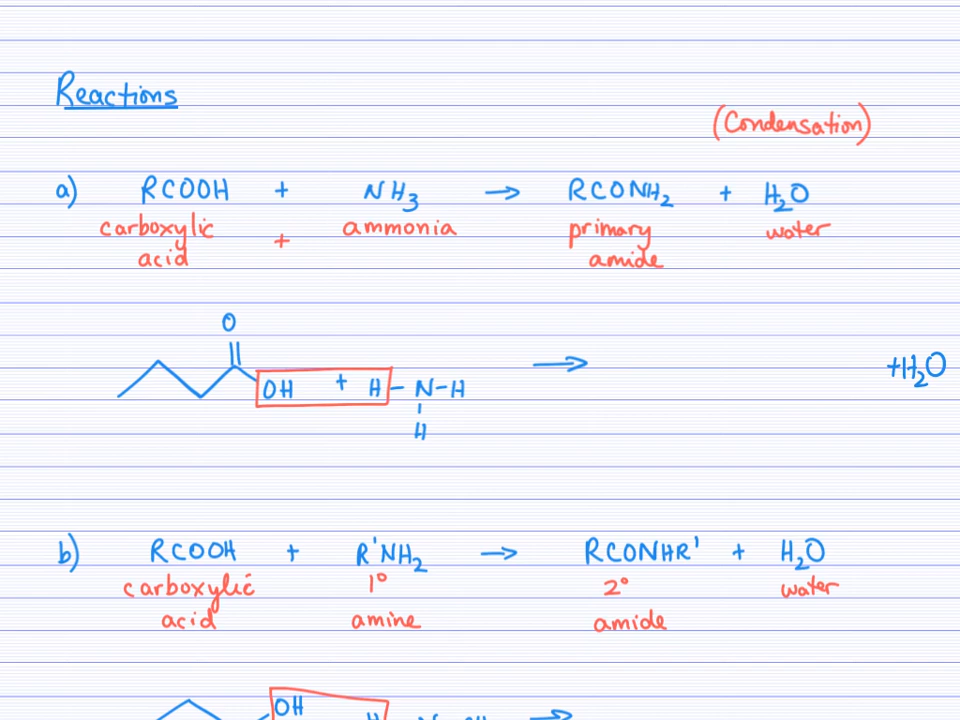 Reactions
(Condensation)
a) RCOOH + NH₃ → RCONH₂ + H₂O
carboxylic acid + ammonia primary amide water
O
OH + H-N-H → +H₂O
H
b) RCOOH + R'NH₂ → RCONHR' + H₂O
carboxylic acid 1° amine 2° amide water
OH